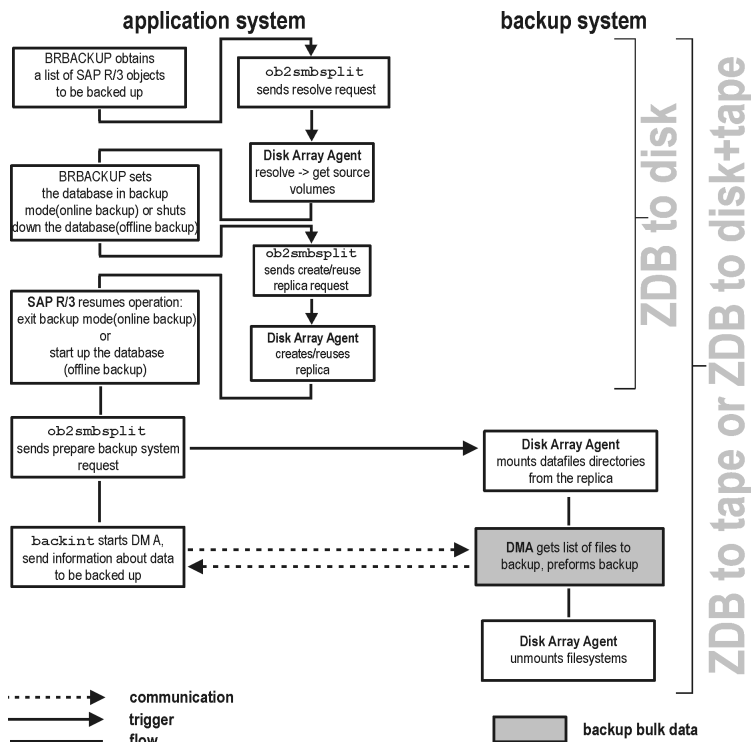 application system
backup system
BRBACKUP obtains
a list of SAP R/3 objects
to be backed up
ob2smbsplit
sends resolve request
Disk Array Agent
resolve -> get source
volumes
BRBACKUP sets
the database in backup
mode(online backup) or shuts
down the database(offline backup)
ob2smbsplit
sends create/reuse
replica request
SAP R/3 resumes operation:
exit backup mode(online backup)
or
start up the database
(offline backup)
Disk Array Agent
creates/reuses
replica
ob2smbsplit
sends prepare backup system
request
Disk Array Agent
mounts datafiles directories
from the replica
backint starts DM A,
send information about data
to be backed up
DMA gets list of files to
backup, preforms backup
Disk Array Agent
unmounts filesystems
ZDB to disk
ZDB to tape or ZDB to disk+tape
communication
trigger
flow
backup bulk data